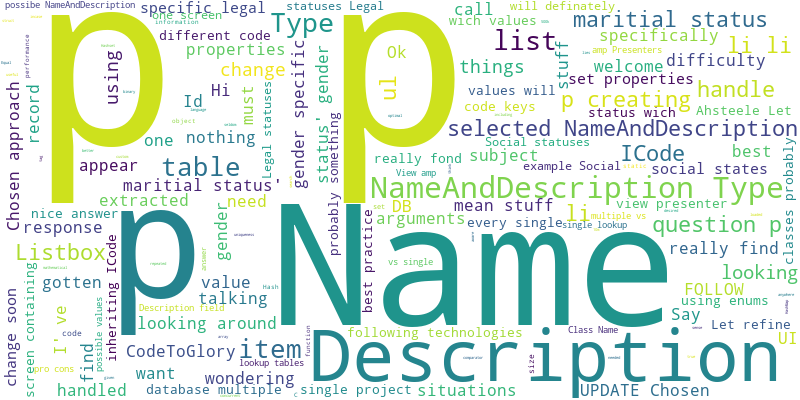 possibe NameAndDescription
specific legal
one screen
statuses Legal
wich values
call
will definately
maritial status
different code
Type
list
specifically
amp Presenters
li li
properties
Ok
stuff
difficulty
using
change
things
welcome
set properties
handle
Hi
ul
values will
code keys
p creating
record
must
gender specific
status wich
Ahsteele Let
Id
Chosen approach
p
p
one
nothing
Legal statuses
status' gender
selected NameAndDescription
Social statuses
ICode
best
appear
table
really fond
subject
example Social
social states
maritial status'
View amp
NameAndDescription Type
extracted
probably something
DB
mean stuff
view presenter
nice answer
need
set
li
multiple vs
response
gender
arguments
every single
single lookup
question p
classes probably
Listbox
p
Name
really find
gotten
value
best practice
vs single
looking
talking
Hash
FOLLOW
inheriting ICode
Description field
using enums
looking around
Say
change soon
screen containing
I've
possible values
code
following technologies
Class Name
Let refine
UI
find
CodeToGlory
item
function
lookup tables
Description
size
pro cons
want
wondering
handled
database multiple
C
single project
situations
UPDATE Chosen